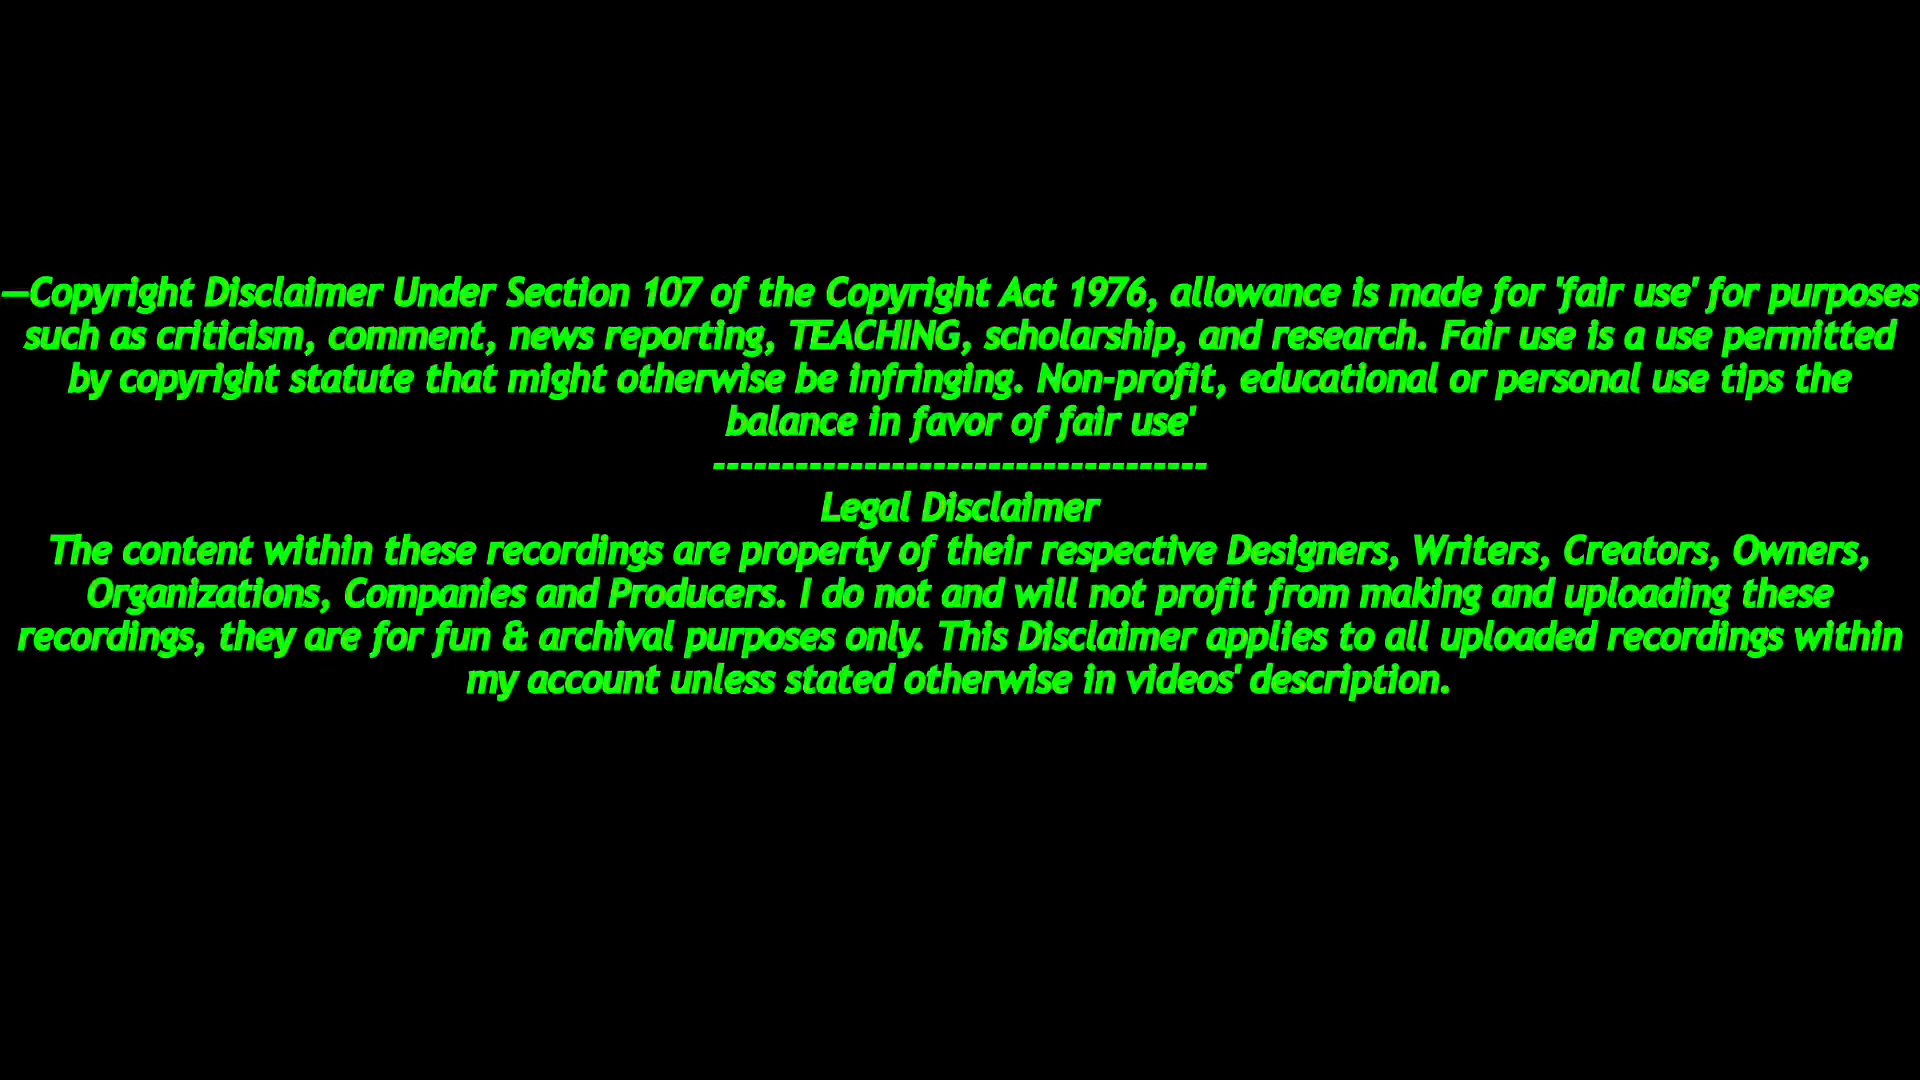 —Copyright Disclaimer Under Section 107 of the Copyright Act 1976, allowance is made for 'fair use' for purposes
such as criticism, comment, news reporting, TEACHING, scholarship, and research. Fair use is a use permitted
by copyright statute that might otherwise be infringing. Non-profit, educational or personal use tips the
balance in favor of fair use'
------------------------------------
Legal Disclaimer
The content within these recordings are property of their respective Designers, Writers, Creators, Owners,
Organizations, Companies and Producers. I do not and will not profit from making and uploading these
recordings, they are for fun & archival purposes only. This Disclaimer applies to all uploaded recordings within
my account unless stated otherwise in videos' description.